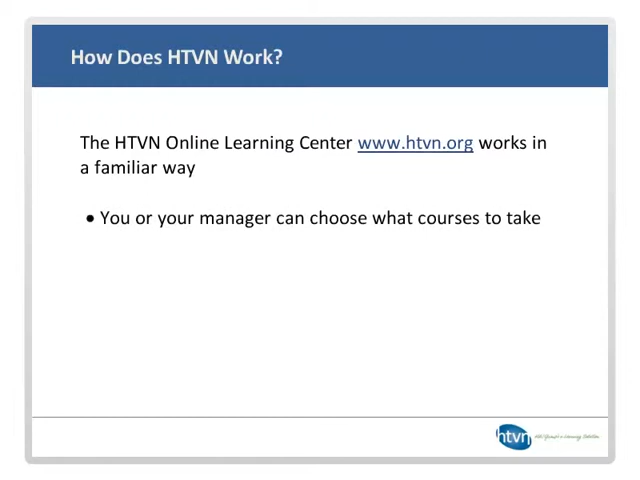 How Does HTVN Work?
The HTVN Online Learning Center www.htvn.org works in
a familiar way
• You or your manager can choose what courses to take
htvn